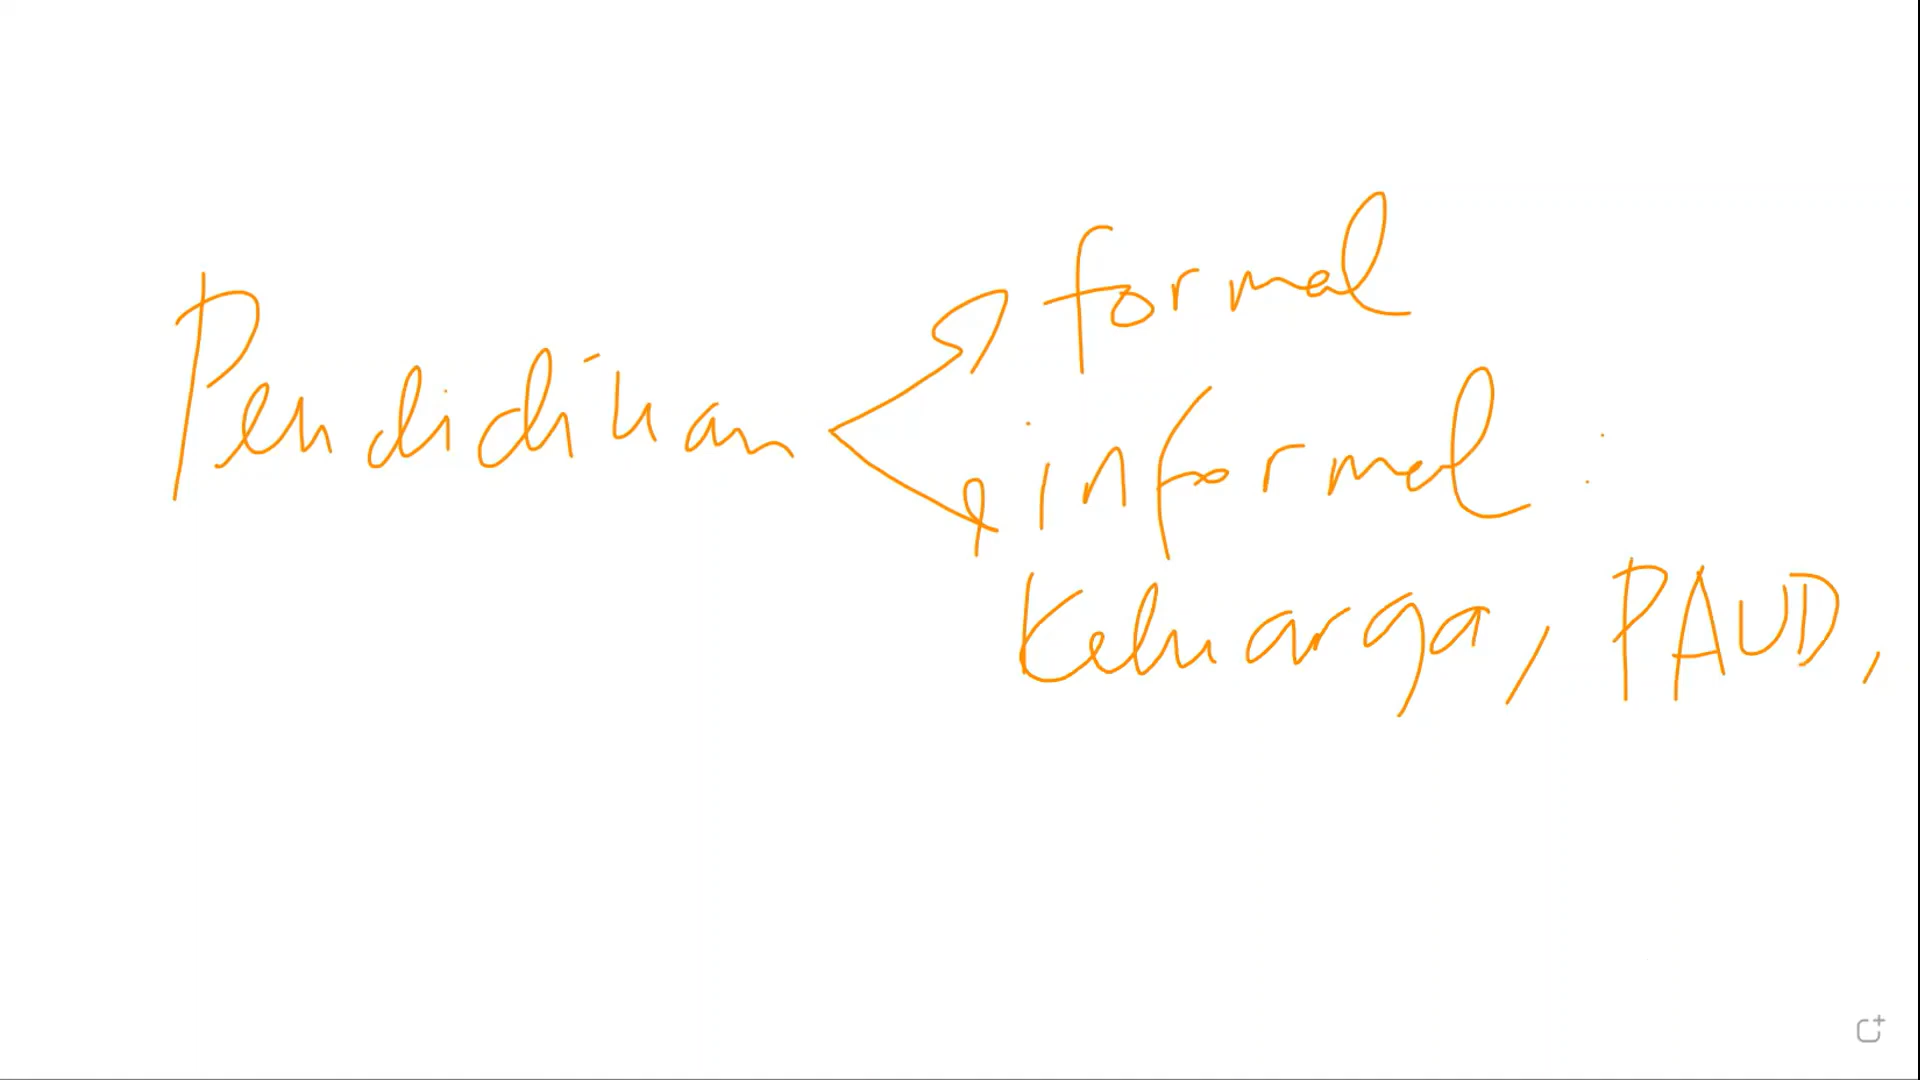 Pendidikan
formal
informal :
Keluarga, PAUD,